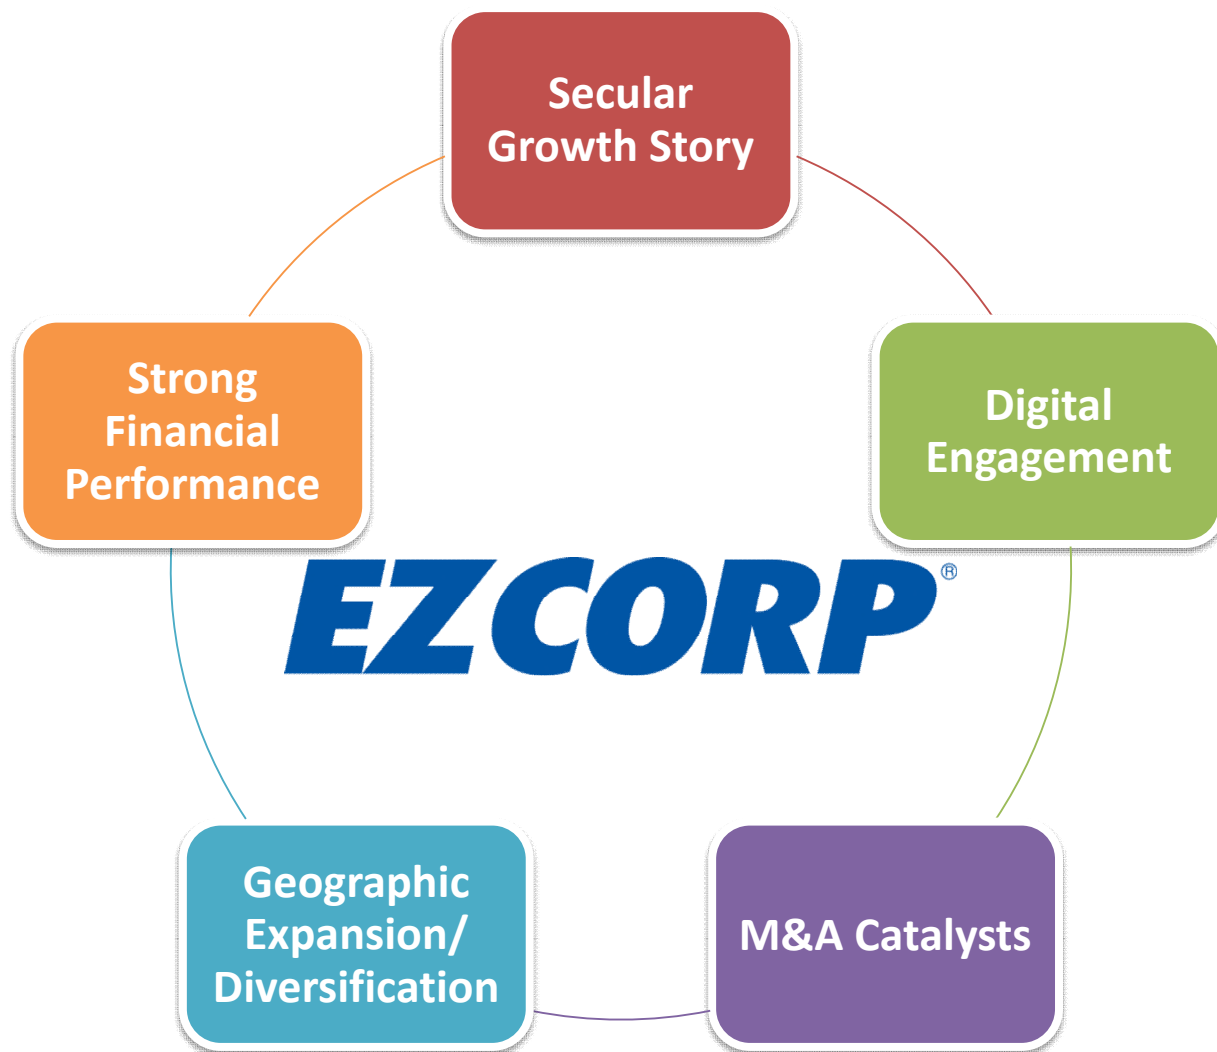 Secular
Growth Story
Strong
Financial
Performance
Digital
Engagement
EZCORP®
Geographic
Expansion/
Diversification
M&A Catalysts